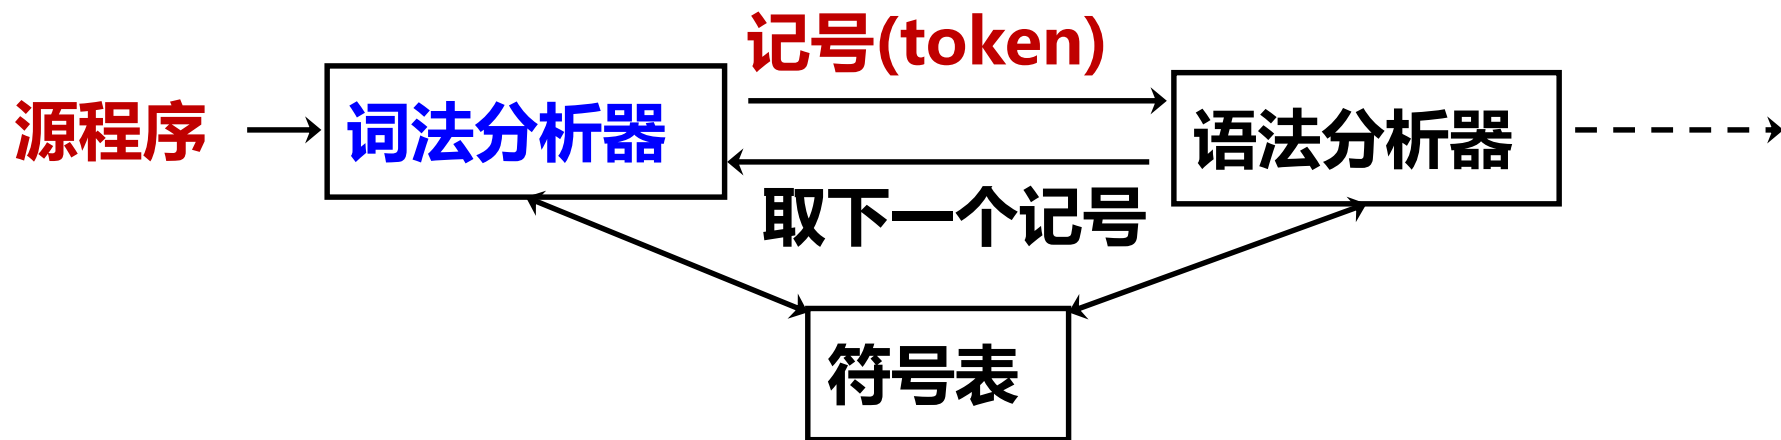 记号(token)
源程序
词法分析器
语法分析器
取下一个记号
符号表